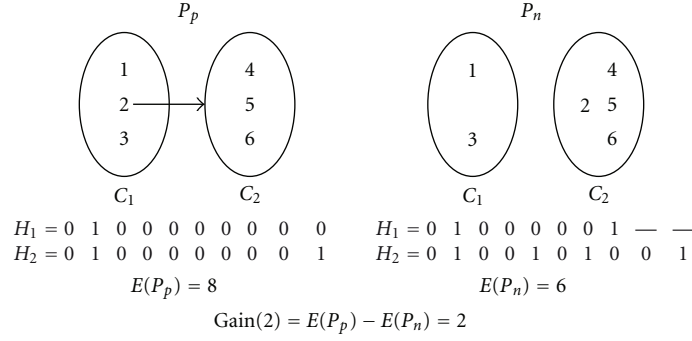 P_p
P_n
1 4
2 5
3 6
1 4
2 5
3 6
C_1 C_2
C_1 C_2
H_1 = 0 1 0 0 0 0 0 0 0 0
H_2 = 0 1 0 0 0 0 0 0 0 1
H_1 = 0 1 0 0 0 0 0 1 — —
H_2 = 0 1 0 0 1 0 1 0 0 1
E(P_p) = 8
E(P_n) = 6
Gain(2) = E(P_p) − E(P_n) = 2